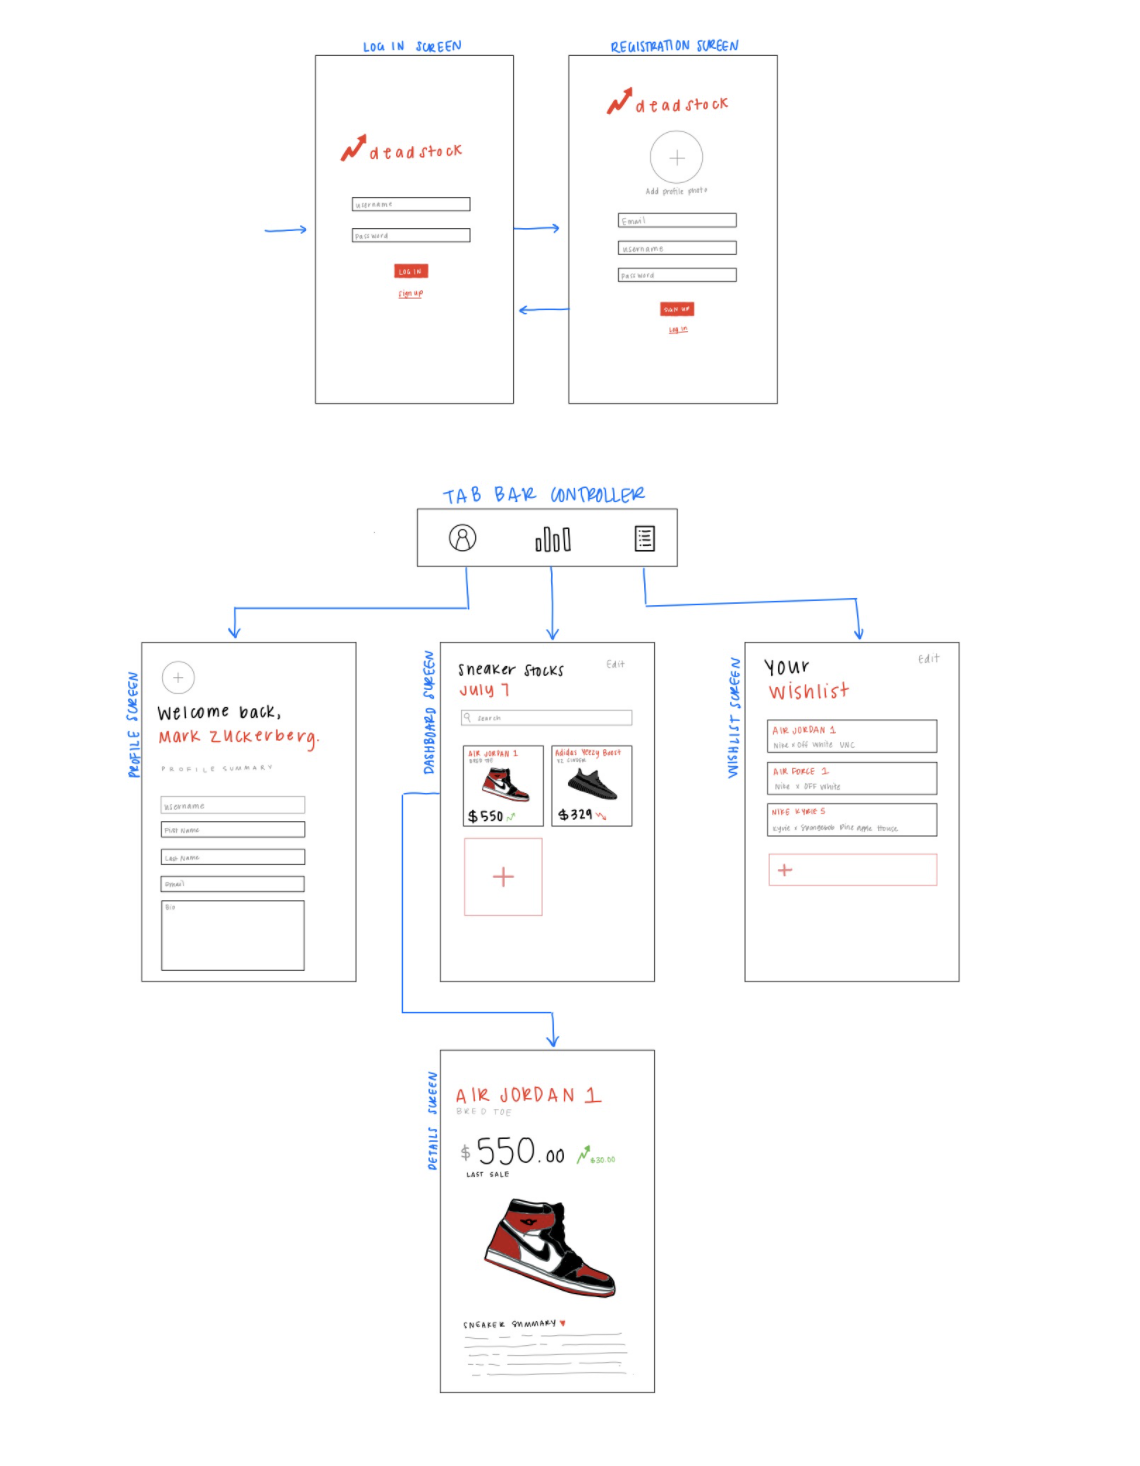 LOG IN SCREEN
deadstock
username
Password
LOG IN
sign up
REGISTRATION SCREEN
deadstock
Add profile photo
Email
username
Password
SIGN UP
Log in
TAB BAR CONTROLLER
PROFILE SCREEN
Welcome back,
Mark Zuckerberg.
PROFILE SUMMARY
username
First Name
Last Name
email
Bio
DASHBOARD SCREEN
Sneaker Stocks
Edit
July 7
search
AIR JORDAN 1
BRED TOE
$550
Adidas Yeezy Boost
V2 CINDER
$329
WISHLIST SCREEN
Your
Edit
Wishlist
AIR JORDAN 1
Nike x Off White UNC
AIR FORCE 1
Nike x OFF White
NIKE KYRIE 5
Kyrie x Spongebob Pine Apple House
DETAILS SCREEN
AIR JORDAN 1
BRED TOE
$550.00
$30.00
LAST SALE
SNEAKER SUMMARY